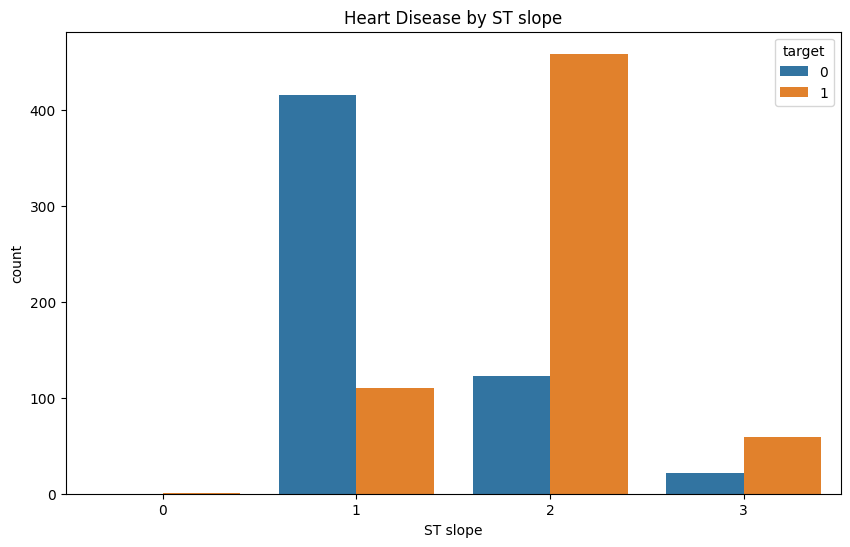 Heart Disease by ST slope
target
0
1
400
300
200
100
0
count
0 1 2 3
ST slope